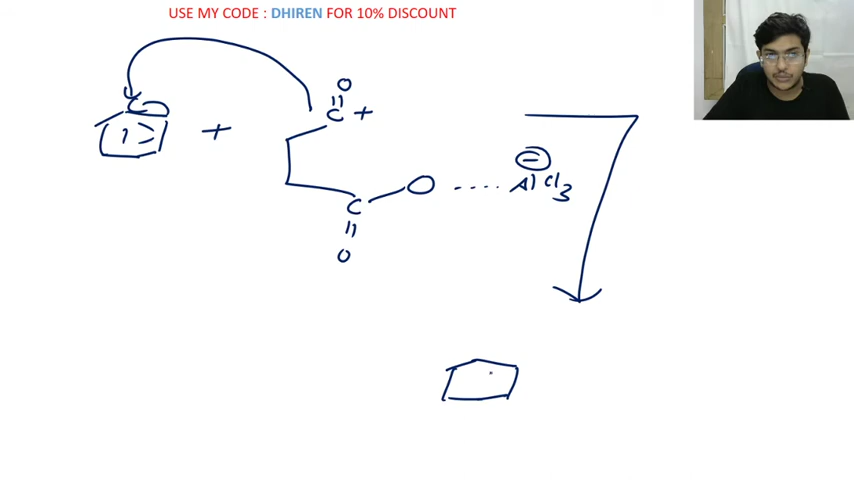 USE MY CODE : DHIREN FOR 10% DISCOUNT
O
C +
+
O ..... AlCl3
C
O